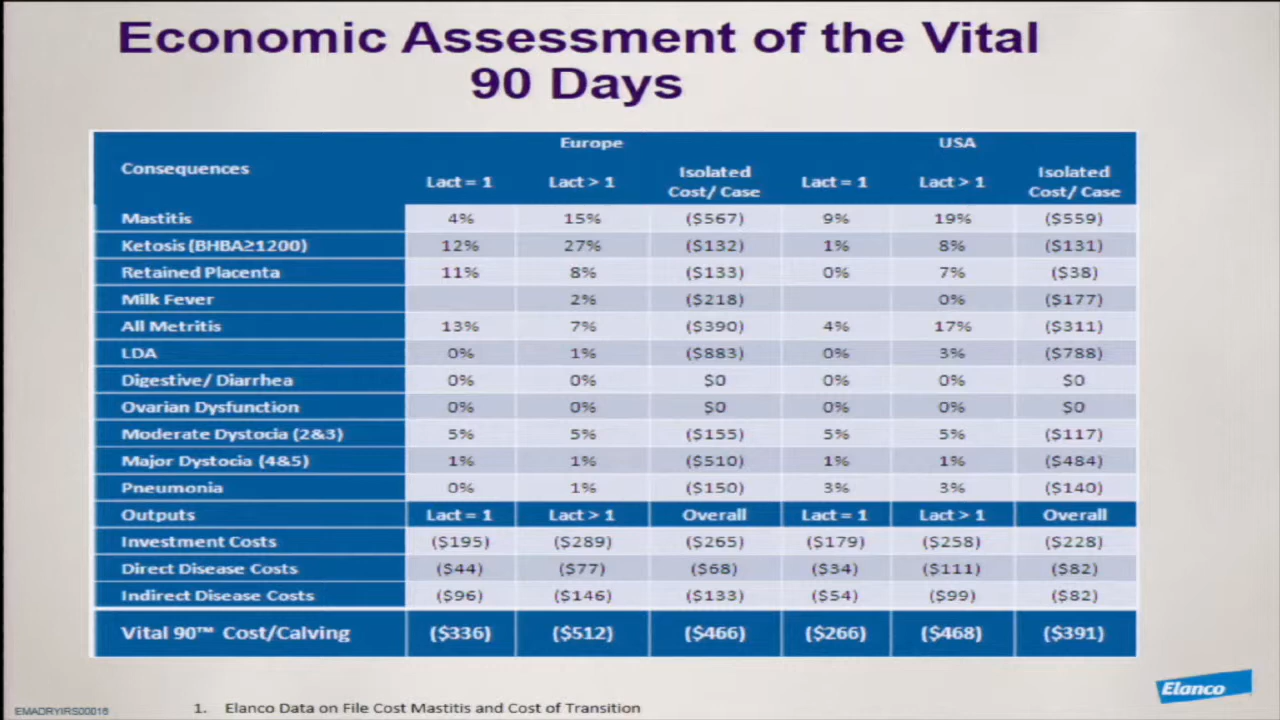 Economic Assessment of the Vital
90 Days
Consequences Europe USA
Lact = 1 Lact > 1 Isolated Cost/ Case Lact = 1 Lact > 1 Isolated Cost/ Case
Mastitis 4% 15% ($567) 9% 19% ($559)
Ketosis (BHBA≥1200) 12% 27% ($132) 1% 8% ($131)
Retained Placenta 11% 8% ($133) 0% 7% ($38)
Milk Fever 2% ($218) 0% ($177)
All Metritis 13% 7% ($390) 4% 17% ($311)
LDA 0% 1% ($883) 0% 3% ($788)
Digestive/ Diarrhea 0% 0% $0 0% 0% $0
Ovarian Dysfunction 0% 0% $0 0% 0% $0
Moderate Dystocia (2&3) 5% 5% ($155) 5% 5% ($117)
Major Dystocia (4&5) 1% 1% ($510) 1% 1% ($484)
Pneumonia 0% 1% ($150) 3% 3% ($140)
Outputs Lact = 1 Lact > 1 Overall Lact = 1 Lact > 1 Overall
Investment Costs ($195) ($289) ($265) ($179) ($258) ($228)
Direct Disease Costs ($44) ($77) ($68) ($34) ($111) ($82)
Indirect Disease Costs ($96) ($146) ($133) ($54) ($99) ($82)
Vital 90™ Cost/Calving ($336) ($512) ($466) ($266) ($468) ($391)
Elanco
EMADRYIRS00016
1. Elanco Data on File Cost Mastitis and Cost of Transition